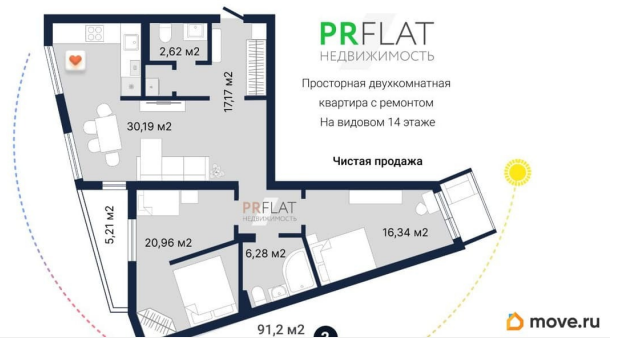 PRFLAT
НЕДВИЖИМОСТЬ
Просторная двухкомнатная
квартира с ремонтом
На видовом 14 этаже
Чистая продажа
2,62 м2
17,17 м2
30,19 м2
5,21 м2
PRFLAT
НЕДВИЖИМОСТЬ
20,96 м2
6,28 м2
16,34 м2
91,2 м2
2
move.ru